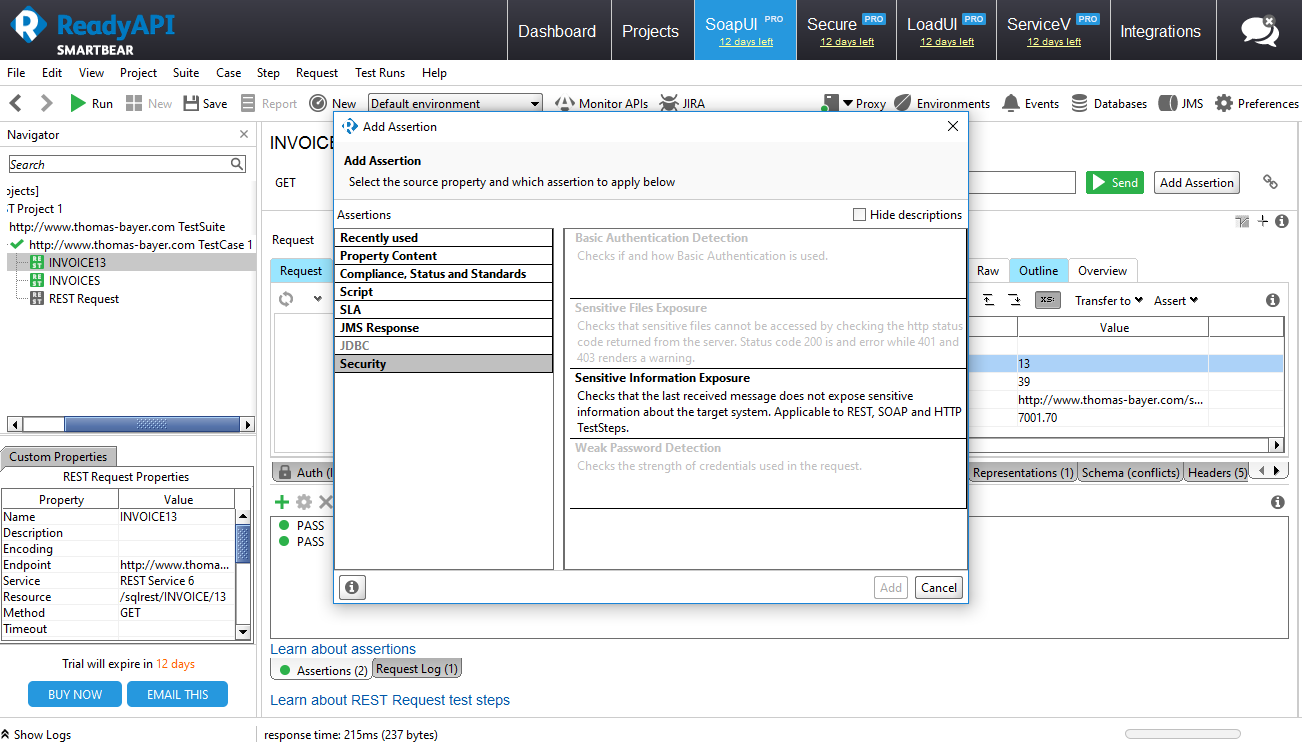 ReadyAPI
SMARTBEAR
Dashboard
Projects
SoapUI PRO
12 days left
Secure PRO
12 days left
LoadUI PRO
12 days left
ServiceV PRO
12 days left
Integrations
File Edit View Project Suite Case Step Request Test Runs Help
Run New Save Report New Default environment Monitor APIs JIRA Proxy Environments Events Databases JMS Preferences
Navigator
Search
ojects]
ST Project 1
http://www.thomas-bayer.com TestSuite
http://www.thomas-bayer.com TestCase 1
INVOICE13
INVOICES
REST Request
Custom Properties
REST Request Properties
Property Value
Name INVOICE13
Description
Encoding
Endpoint http://www.thoma...
Service REST Service 6
Resource /sqlrest/INVOICE/13
Method GET
Timeout
Trial will expire in 12 days
BUY NOW EMAIL THIS
Show Logs
INVOICE
GET
Send Add Assertion
Request
Request
Raw Outline Overview
XS:
Transfer to Assert
Value
13
39
http://www.thomas-bayer.com/s...
7001.70
Auth (I
Representations (1) Schema (conflicts) Headers (5)
PASS
PASS
Add Assertion
Add Assertion
Select the source property and which assertion to apply below
Assertions
Hide descriptions
Recently used
Property Content
Compliance, Status and Standards
Script
SLA
JMS Response
JDBC
Security
Basic Authentication Detection
Checks if and how Basic Authentication is used.
Sensitive Files Exposure
Checks that sensitive files cannot be accessed by checking the http status
code returned from the server. Status code 200 is and error while 401 and
403 renders a warning.
Sensitive Information Exposure
Checks that the last received message does not expose sensitive
information about the target system. Applicable to REST, SOAP and HTTP
TestSteps.
Weak Password Detection
Checks the strength of credentials used in the request.
Add Cancel
Learn about assertions
Assertions (2) Request Log (1)
Learn about REST Request test steps
response time: 215ms (237 bytes)